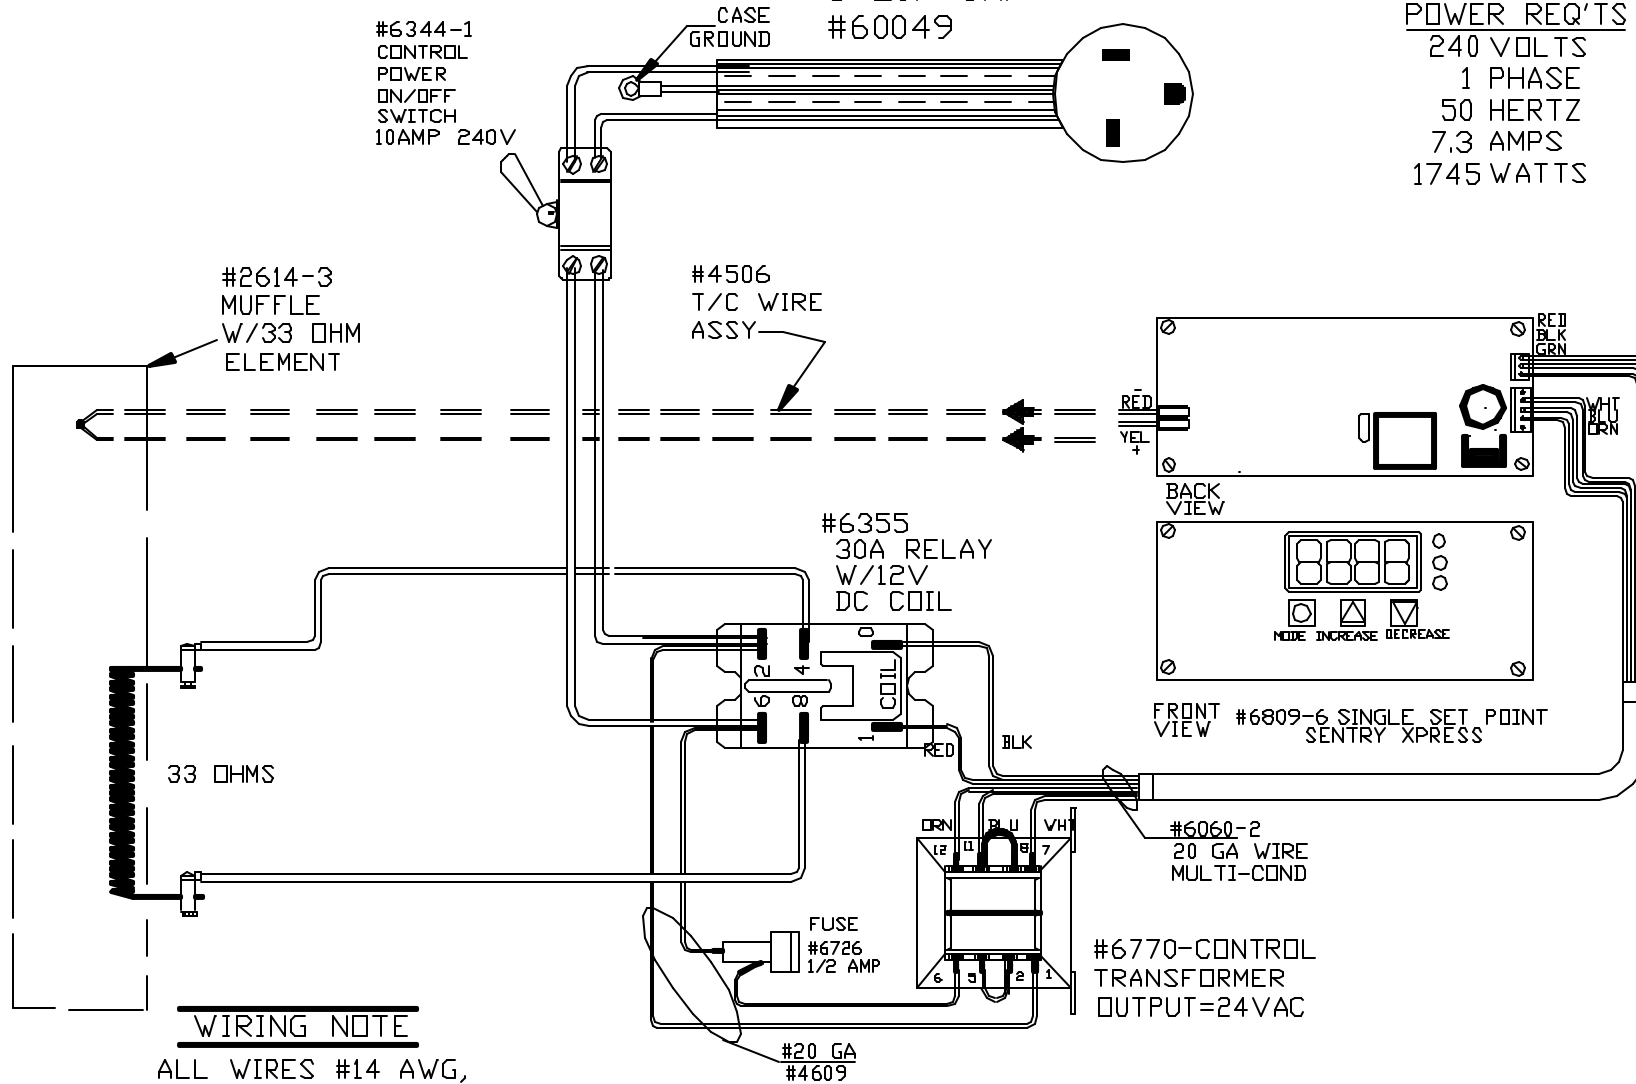 #6344-1
CONTROL
POWER
ON/OFF
SWITCH
10AMP 240V
CASE
GROUND
#60049
POWER REQ'TS
240 VOLTS
1 PHASE
50 HERTZ
7.3 AMPS
1745 WATTS
#2614-3
MUFFLE
W/33 OHM
ELEMENT
#4506
T/C WIRE
ASSY
RED
BLK
GRN
-
RED
YEL
+
WHT
BLU
ORN
BACK
VIEW
#6355
30A RELAY
W/12V
DC COIL
MODE INCREASE DECREASE
2 4 0
6 8 1
COIL
RED
BLK
FRONT
VIEW
#6809-6 SINGLE SET POINT
SENTRY XPRESS
33 OHMS
ORN BLU WHT
12 11 8 7
6 5 2 1
#6060-2
20 GA WIRE
MULTI-COND
FUSE
#6726
1/2 AMP
#6770-CONTROL
TRANSFORMER
OUTPUT=24VAC
WIRING NOTE
ALL WIRES #14 AWG,
#20 GA
#4609